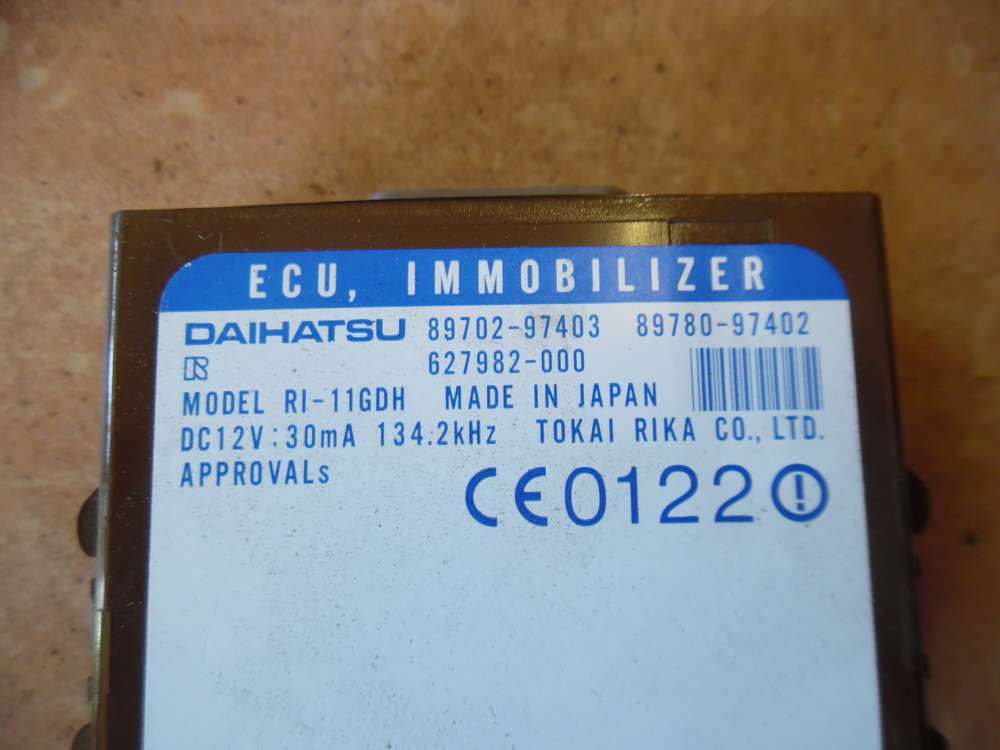 ECU, IMMOBILIZER
DAIHATSU 89702-97403 89780-97402
R 627982-000
MODEL RI-11GDH MADE IN JAPAN
DC12V:30mA 134.2kHz TOKAI RIKA CO., LTD.
APPROVALs
CE0122